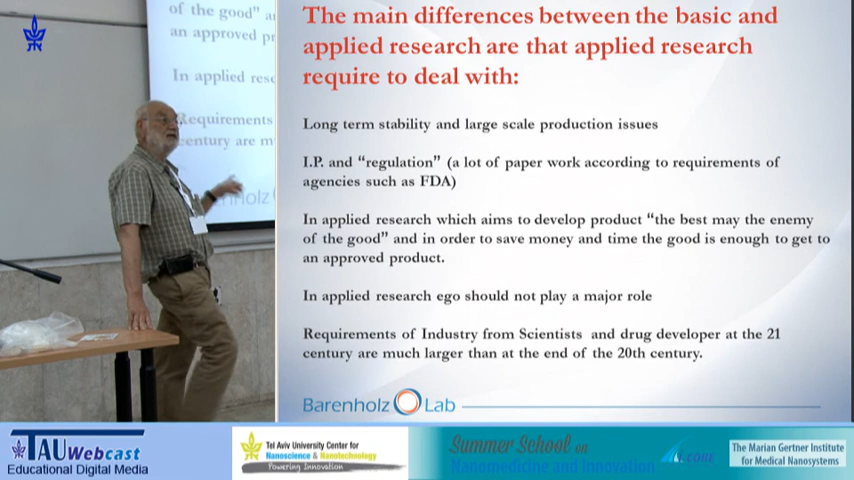 of the good"
an approved pr
In applied rese
Requirements
century are m
nholz
The main differences between the basic and
applied research are that applied research
require to deal with:
Long term stability and large scale production issues
I.P. and “regulation” (a lot of paper work according to requirements of
agencies such as FDA)
In applied research which aims to develop product “the best may the enemy
of the good” and in order to save money and time the good is enough to get to
an approved product.
In applied research ego should not play a major role
Requirements of Industry from Scientists and drug developer at the 21
century are much larger than at the end of the 20th century.
Barenholz Lab
TAU Webcast
Educational Digital Media
Tel Aviv University Center for
Nanoscience & Nanotechnology
Powering Innovation
Summer School on
Nanomedicine and Innovation
I-CORE
The Marian Gertner Institute
for Medical Nanosystems